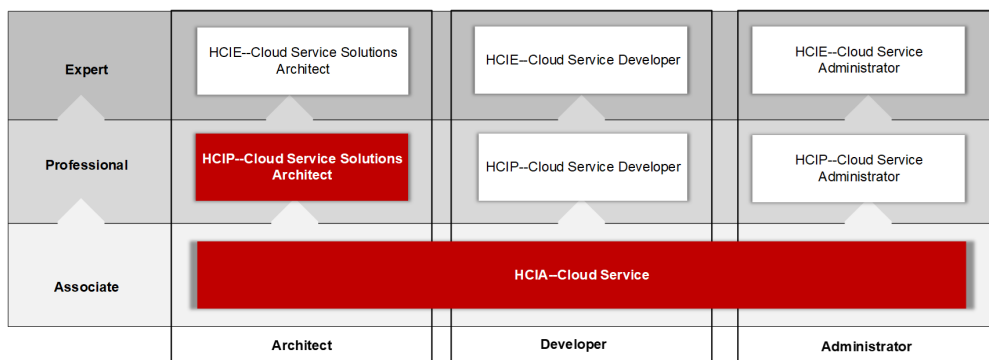 Expert
HCIE--Cloud Service Solutions
Architect
HCIE--Cloud Service Developer
HCIE--Cloud Service
Administrator
Professional
HCIP--Cloud Service Solutions
Architect
HCIP--Cloud Service Developer
HCIP--Cloud Service
Administrator
Associate
HCIA--Cloud Service
Architect
Developer
Administrator